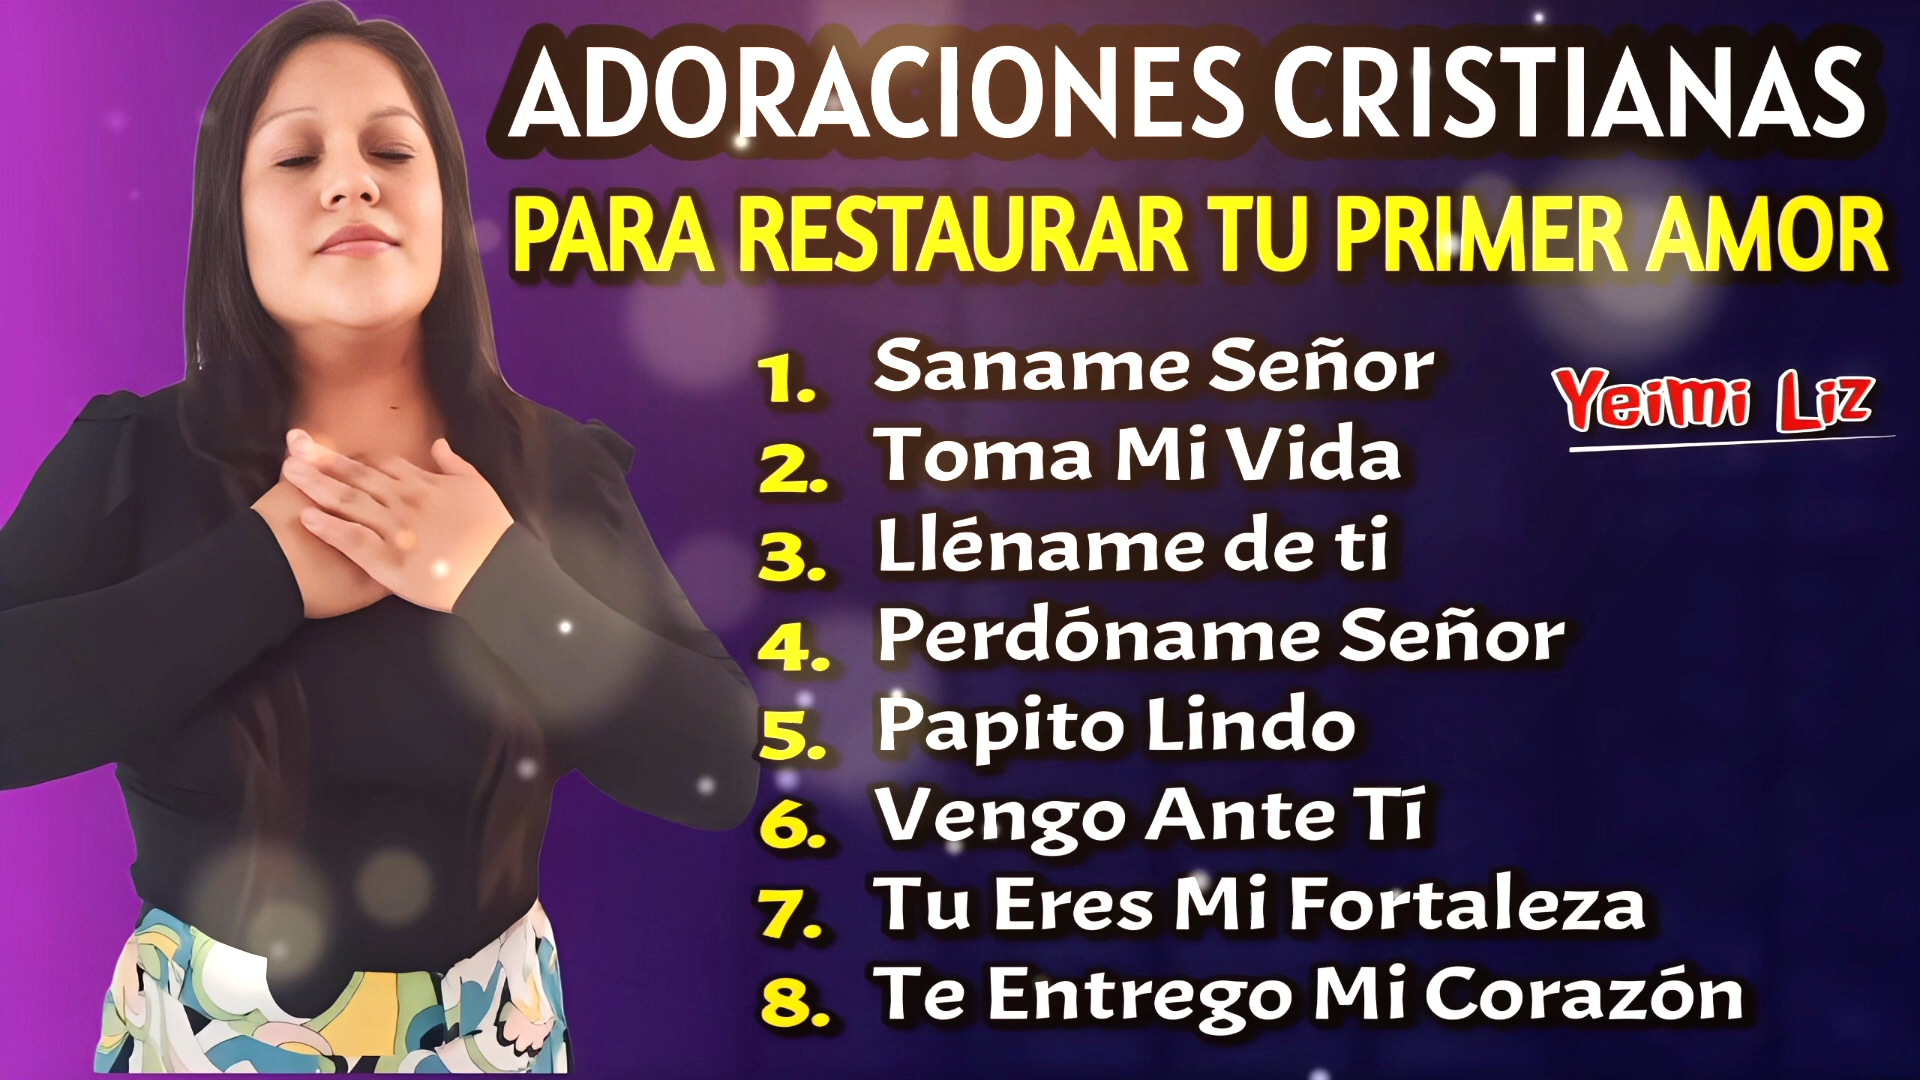 ADORACIONES CRISTIANAS
PARA RESTAURAR TU PRIMER AMOR
1. Saname Señor
Yeimi Liz
2. Toma Mi Vida
3. Lléname de ti
4. Perdóname Señor
5. Papito Lindo
6. Vengo Ante Tí
7. Tu Eres Mi Fortaleza
8. Te Entrego Mi Corazón